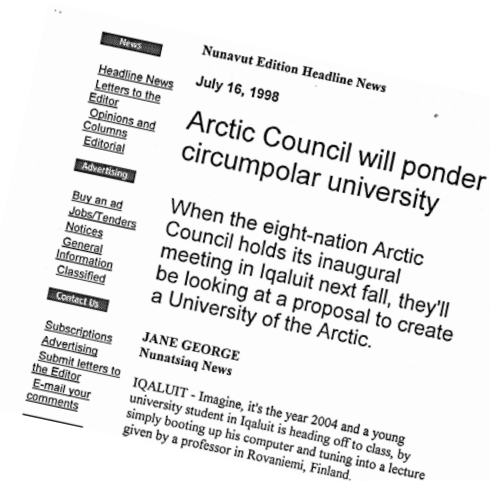 News
Headline News
Letters to the
Editor
Opinions and
Columns
Editorial
Advertising
Buy an ad
Jobs/Tenders
Notices
General
Information
Classified
Contact Us
Subscriptions
Advertising
Submit letters to
the Editor
E-mail your
comments
Nunavut Edition Headline News
July 16, 1998
Arctic Council will ponder
circumpolar university
When the eight-nation Arctic
Council holds its inaugural
meeting in Iqaluit next fall, they'll
be looking at a proposal to create
a University of the Arctic.
JANE GEORGE
Nunatsiaq News
IQALUIT - Imagine, it's the year 2004 and a young
university student in Iqaluit is heading off to class, by
simply booting up his computer and tuning into a lecture
given by a professor in Rovaniemi, Finland.